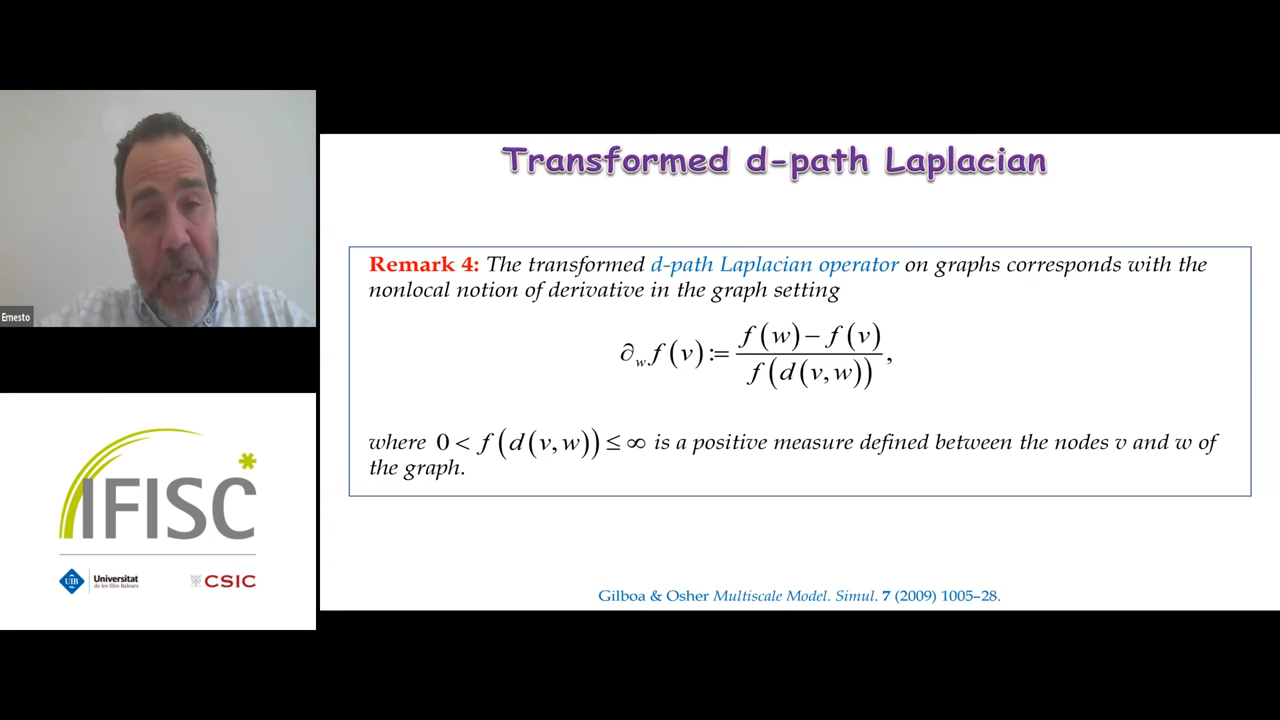 Transformed d-path Laplacian
Remark 4: The transformed d-path Laplacian operator on graphs corresponds with the
nonlocal notion of derivative in the graph setting
∂_w f(v) := (f(w) − f(v)) / f(d(v,w)),
where 0 < f(d(v,w)) ≤ ∞ is a positive measure defined between the nodes v and w of
the graph.
Gilboa & Osher Multiscale Model. Simul. 7 (2009) 1005–28.
Ernesto
IFISC
UIB
Universitat
de les Illes Balears
CSIC